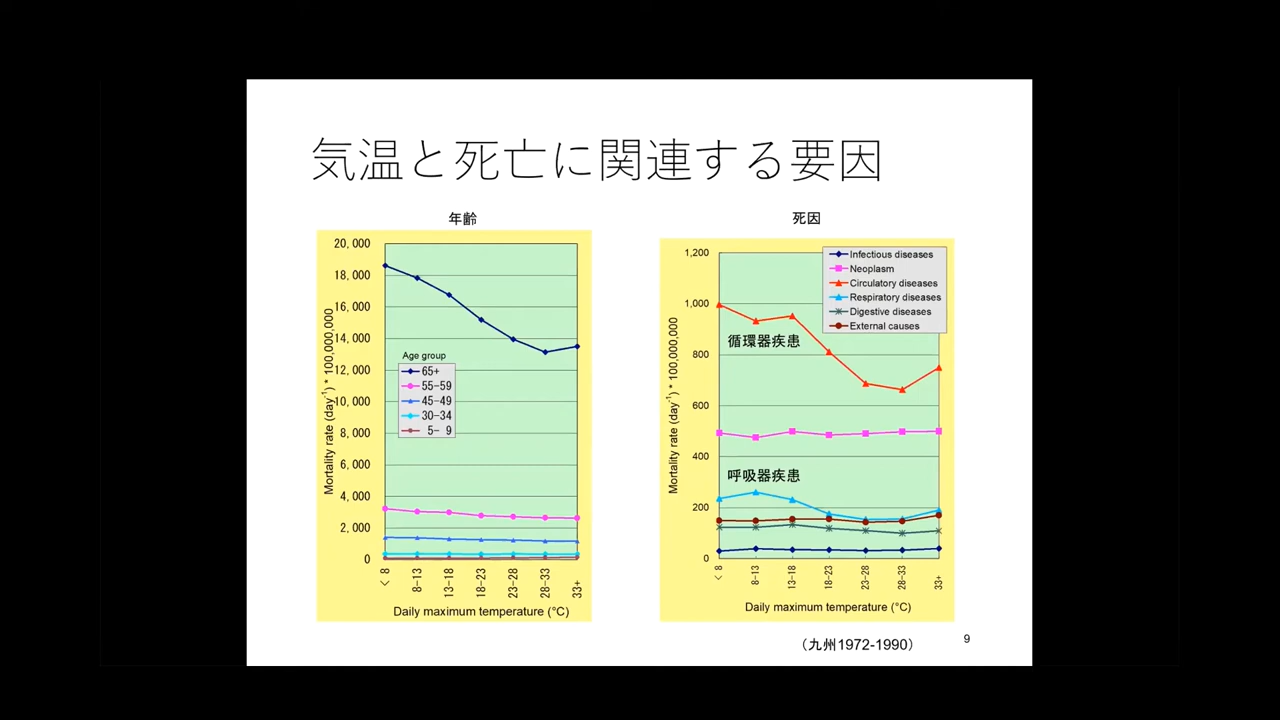 気温と死亡に関連する要因
年齢
20,000
18,000
16,000
14,000
12,000
10,000
8,000
6,000
4,000
2,000
0
Mortality rate (day⁻¹) * 100,000,000
Age group
65+
55-59
45-49
30-34
5- 9
< 8
8-13
13-18
18-23
23-28
28-33
33+
Daily maximum temperature (°C)
死因
1,200
1,000
800
600
400
200
0
Mortality rate (day⁻¹) * 100,000,000
Infectious diseases
Neoplasm
Circulatory diseases
Respiratory diseases
Digestive diseases
External causes
循環器疾患
呼吸器疾患
< 8
8-13
13-18
18-23
23-28
28-33
33+
Daily maximum temperature (°C)
（九州1972-1990）
9